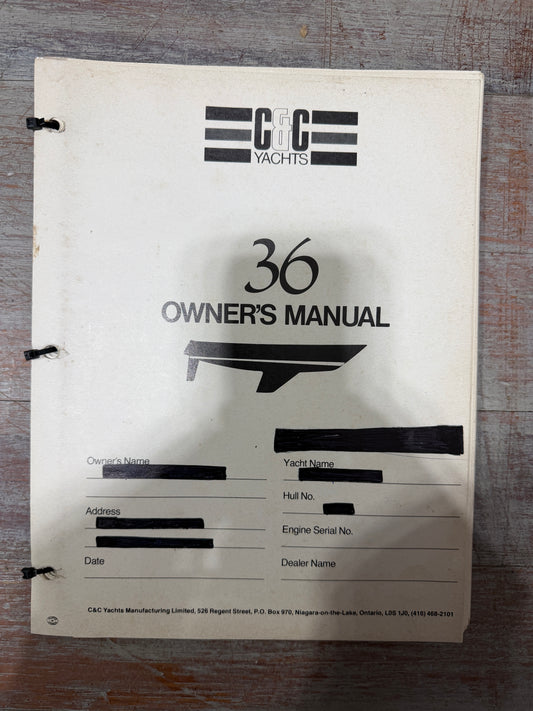 C&C
YACHTS
36
OWNER'S MANUAL
Owner's Name
Yacht Name
Hull No.
Address
Engine Serial No.
Date
Dealer Name
C&C Yachts Manufacturing Limited, 526 Regent Street, P.O. Box 970, Niagara-on-the-Lake, Ontario, L0S 1J0, (416) 468-2101